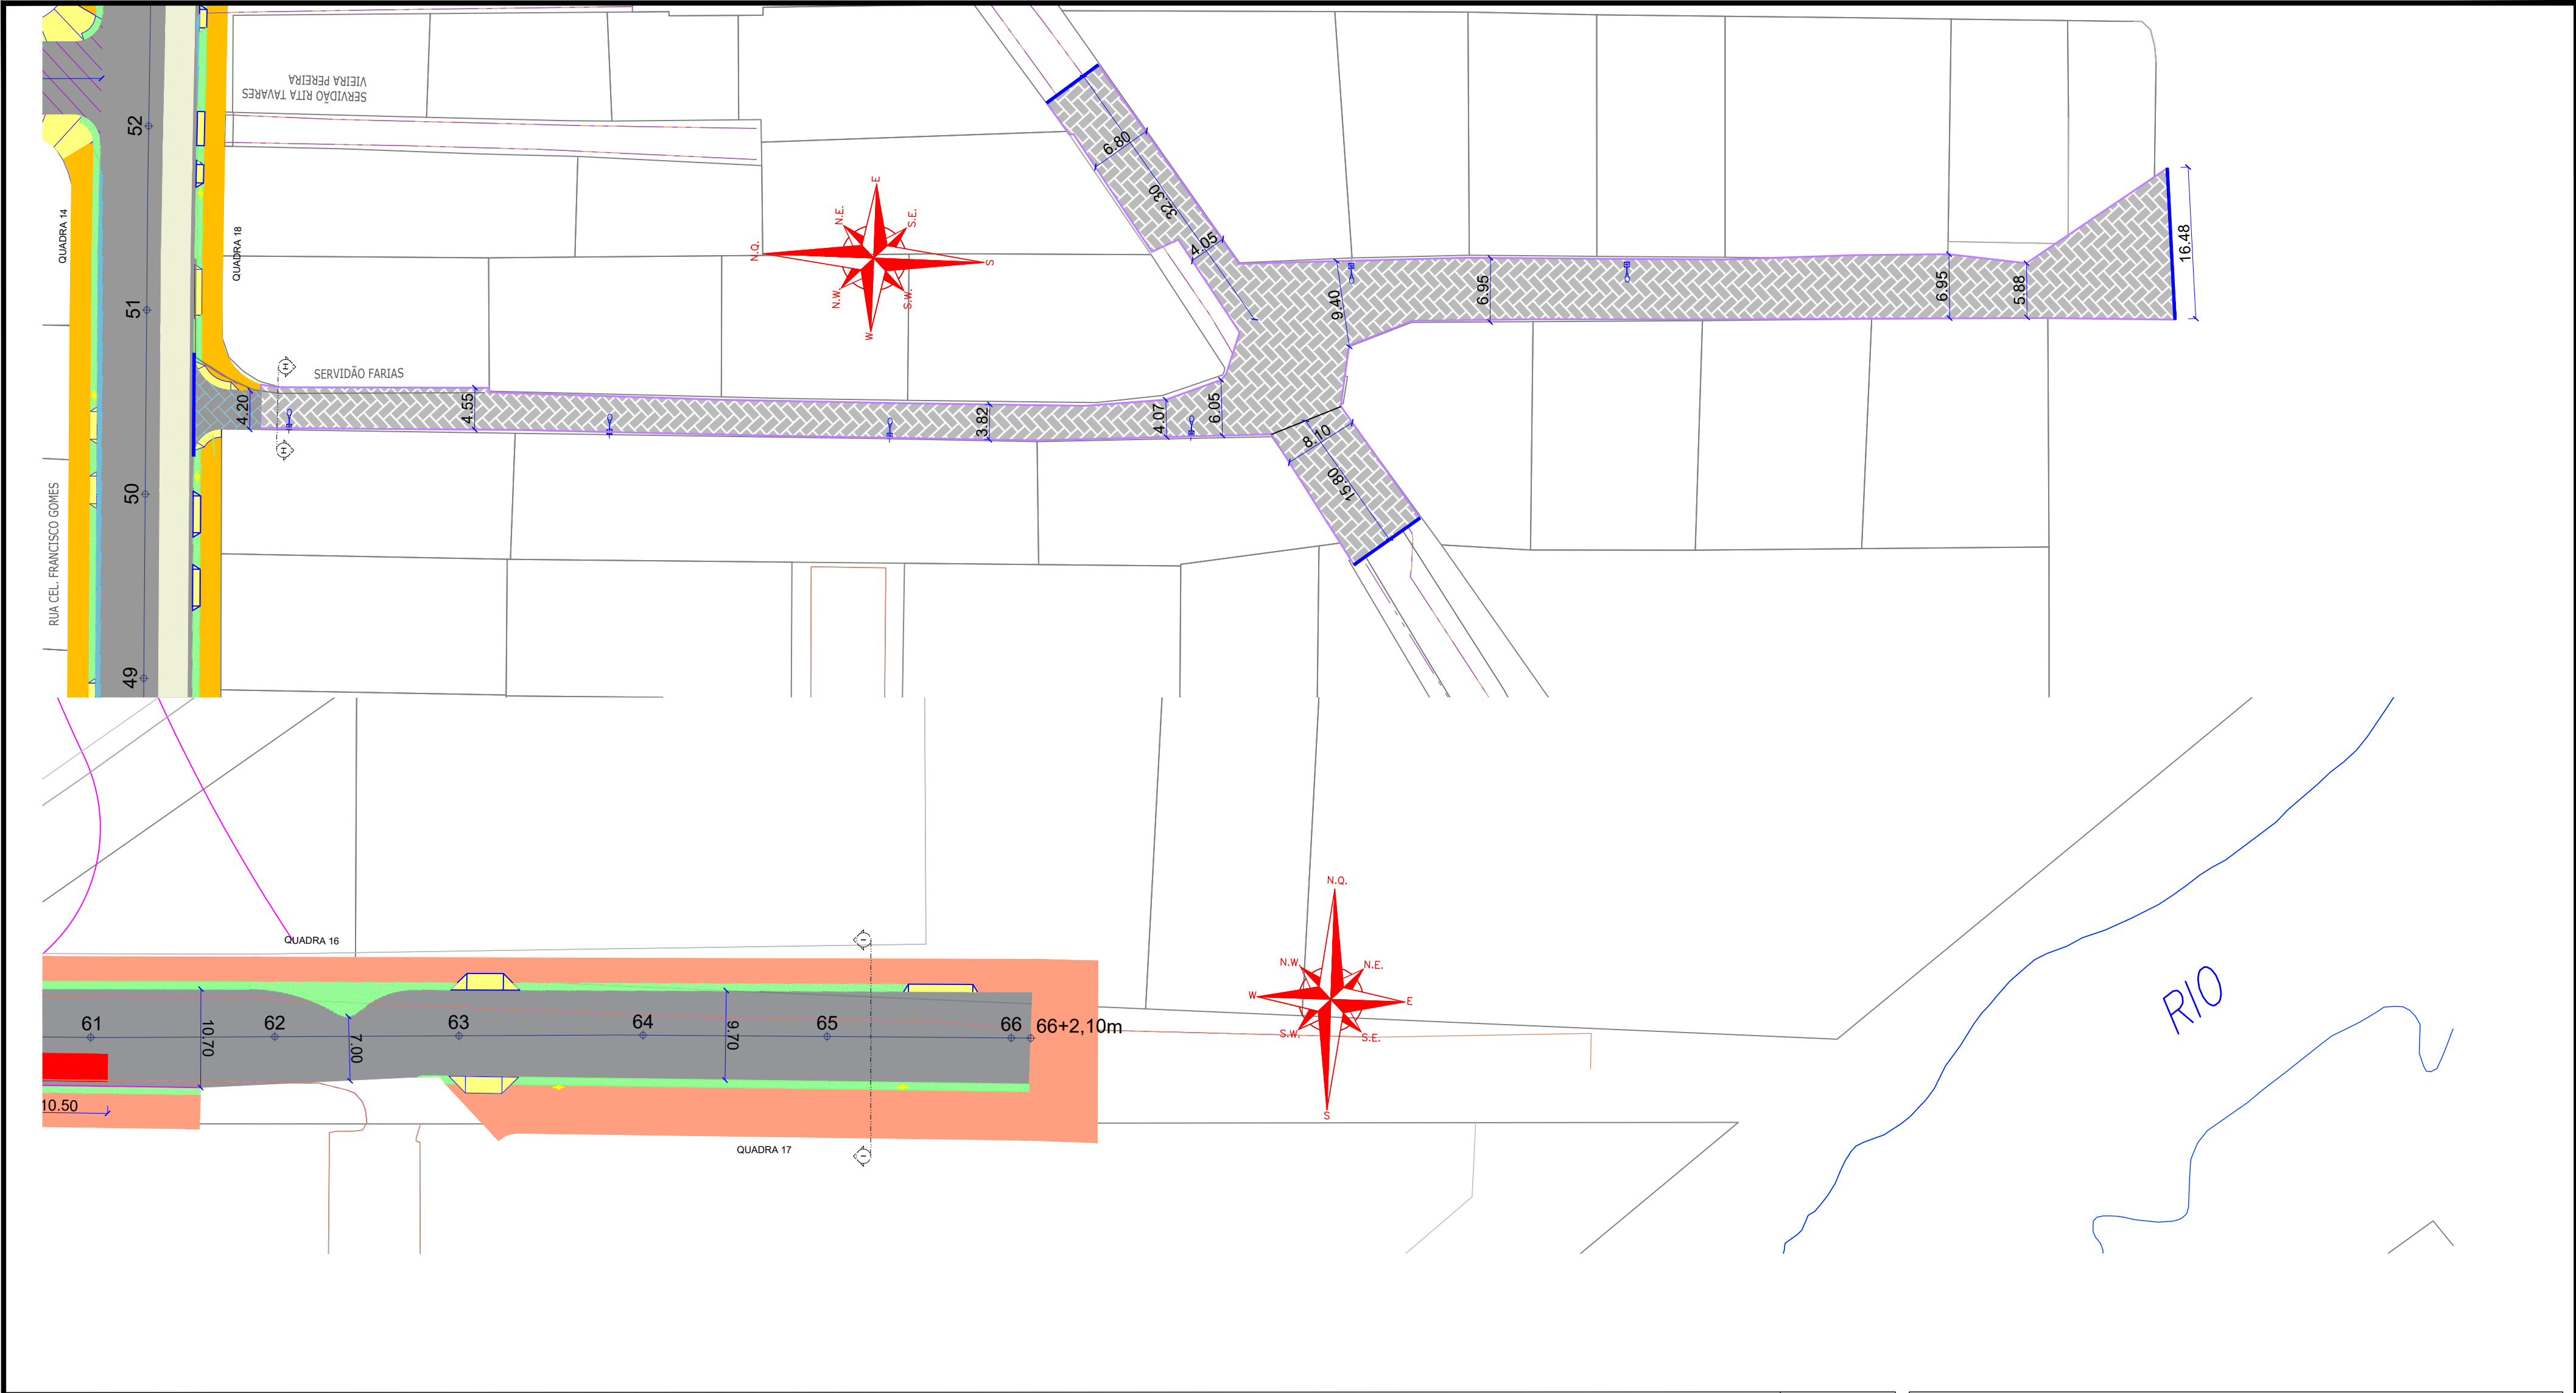 SERVIDÃO RITA TAVARES
VIEIRA PEREIRA
52
QUADRA 14
QUADRA 18
51
50
49
RUA CEL. FRANCISCO GOMES
SERVIDÃO FARIAS
H
H
4.20
4.55
3.82
4.07
6.05
6.80
32.30
4.05
9.40
6.95
6.95
5.88
16.48
8.10
15.80
E
N.E.
S.E.
N.Q.
S
N.W.
S.W.
W
QUADRA 16
61
62
63
64
65
66
66+2,10m
10.70
7.00
9.70
10.50
QUADRA 17
I
I
N.Q.
N.W.
N.E.
W
E
S.W.
S.E.
S
RIO